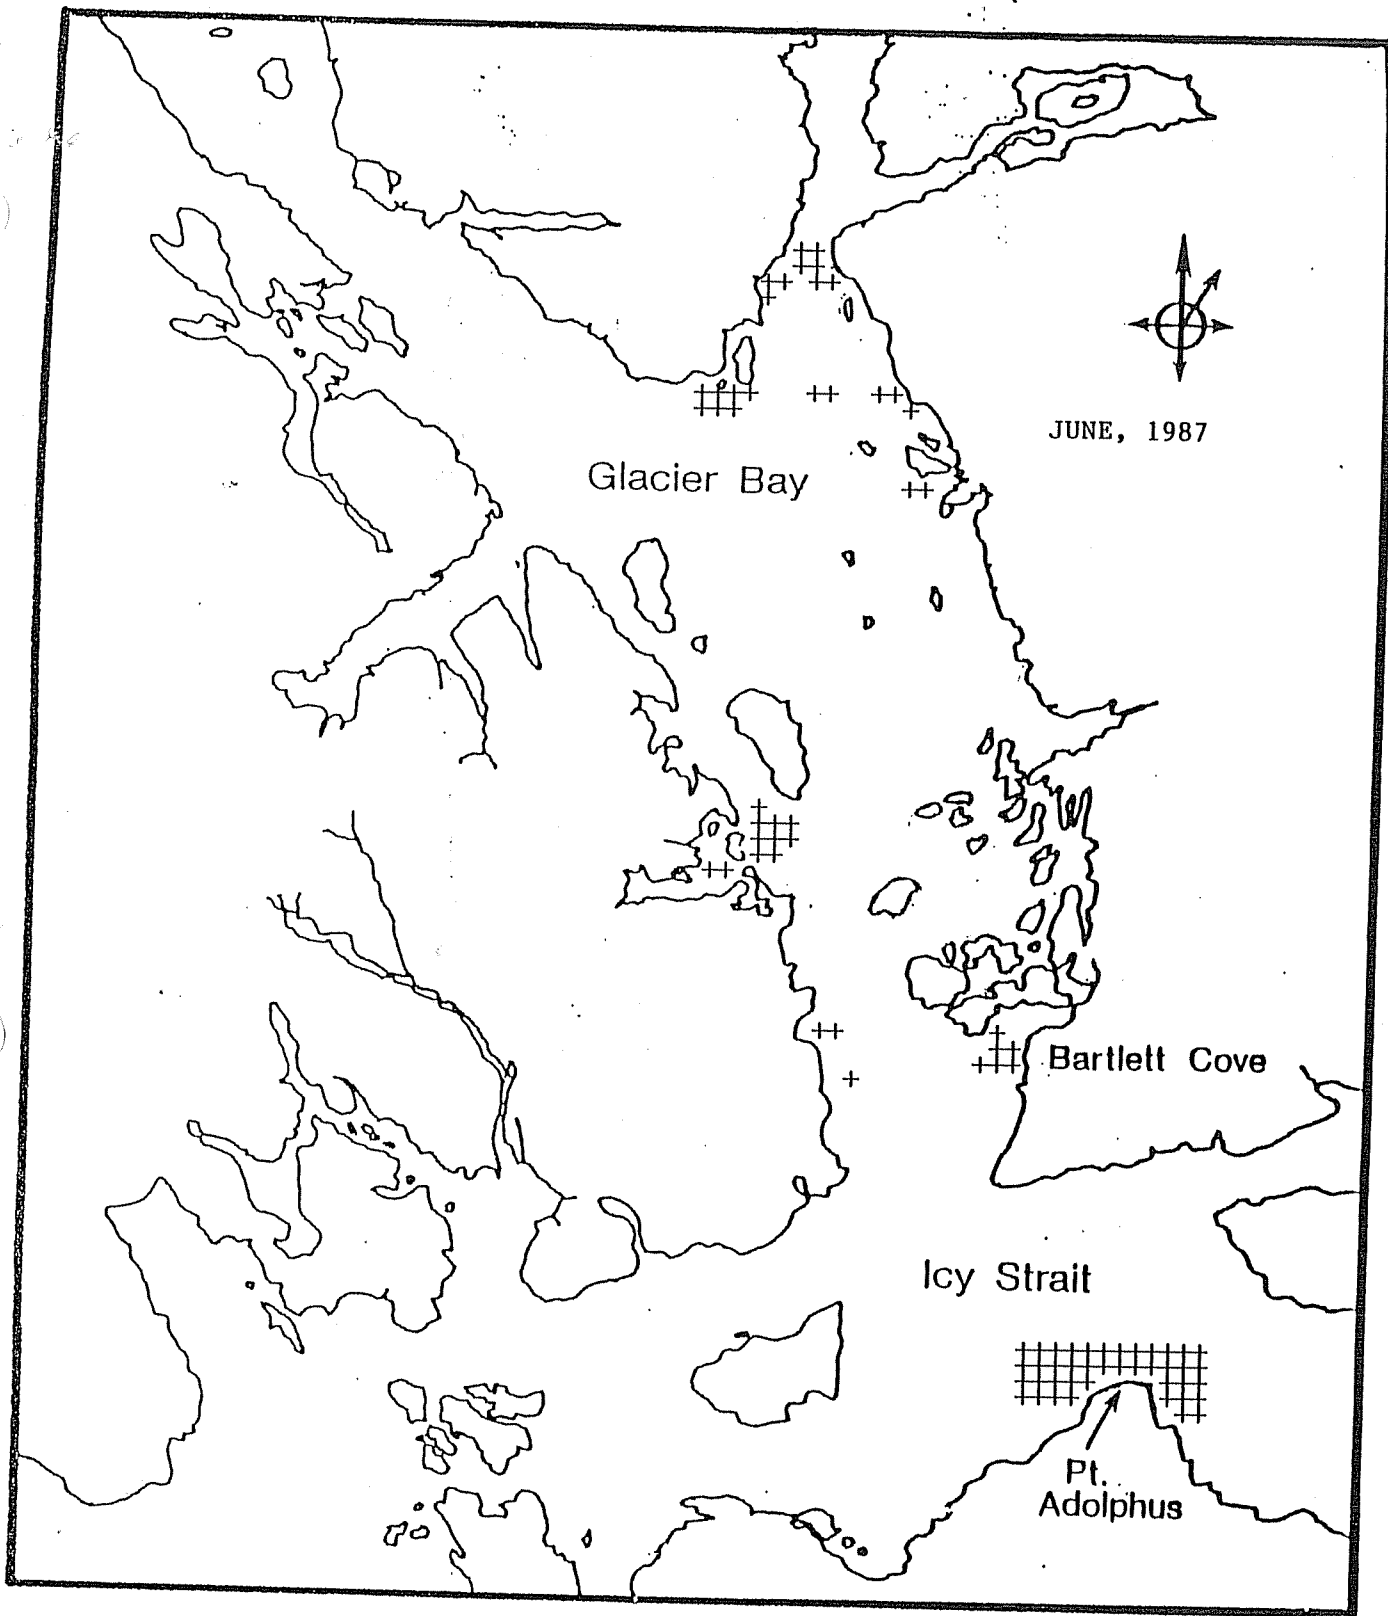 JUNE, 1987
Glacier Bay
Bartlett Cove
Icy Strait
Pt.
Adolphus